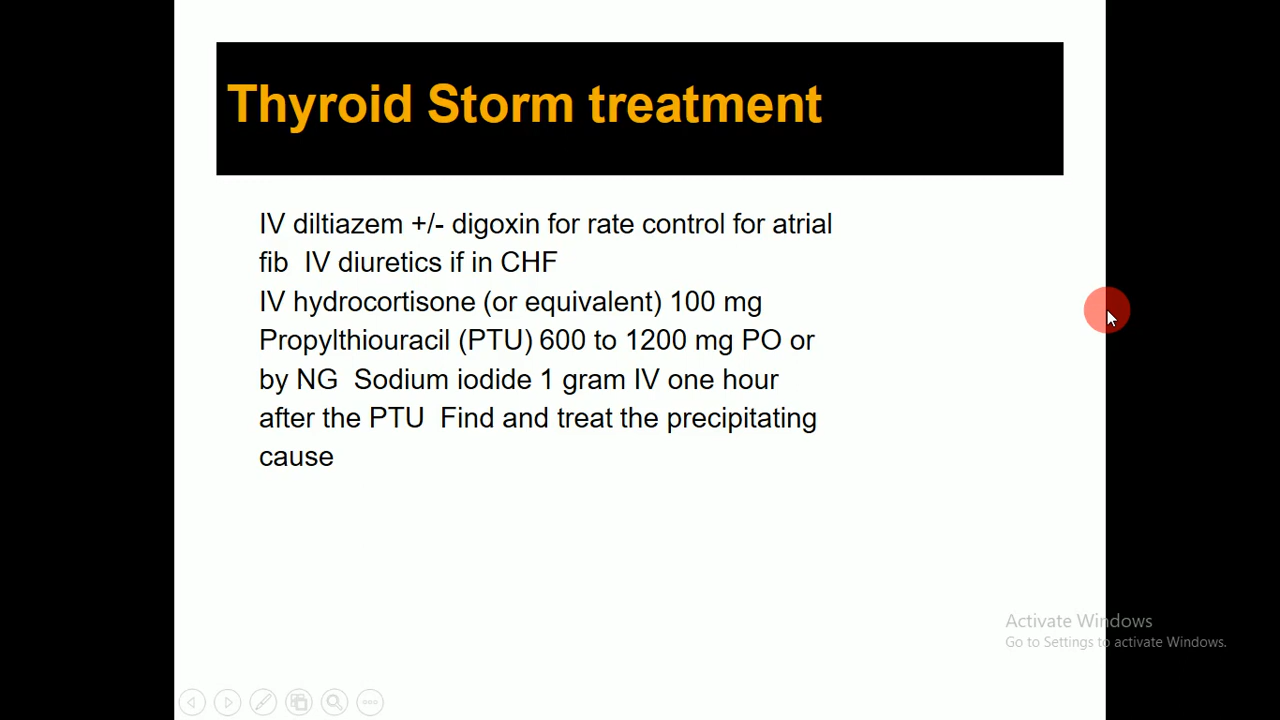 Thyroid Storm treatment
IV diltiazem +/- digoxin for rate control for atrial
fib  IV diuretics if in CHF
IV hydrocortisone (or equivalent) 100 mg
Propylthiouracil (PTU) 600 to 1200 mg PO or
by NG  Sodium iodide 1 gram IV one hour
after the PTU  Find and treat the precipitating
cause
Activate Windows
Go to Settings to activate Windows.